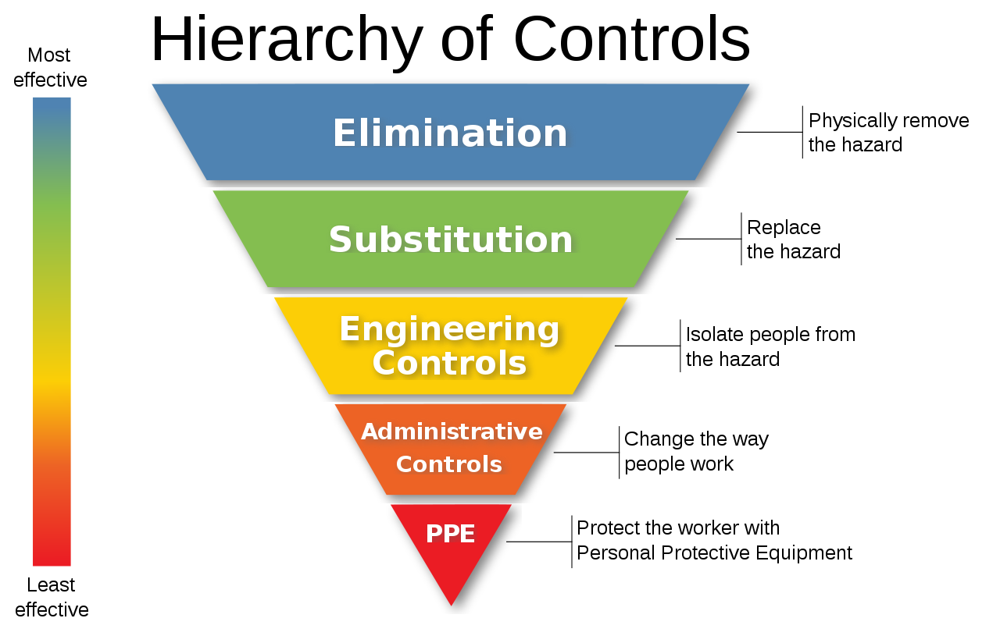 Hierarchy of Controls
Most
effective
Elimination
Physically remove
the hazard
Substitution
Replace
the hazard
Engineering
Controls
Isolate people from
the hazard
Administrative
Controls
Change the way
people work
PPE
Protect the worker with
Personal Protective Equipment
Least
effective